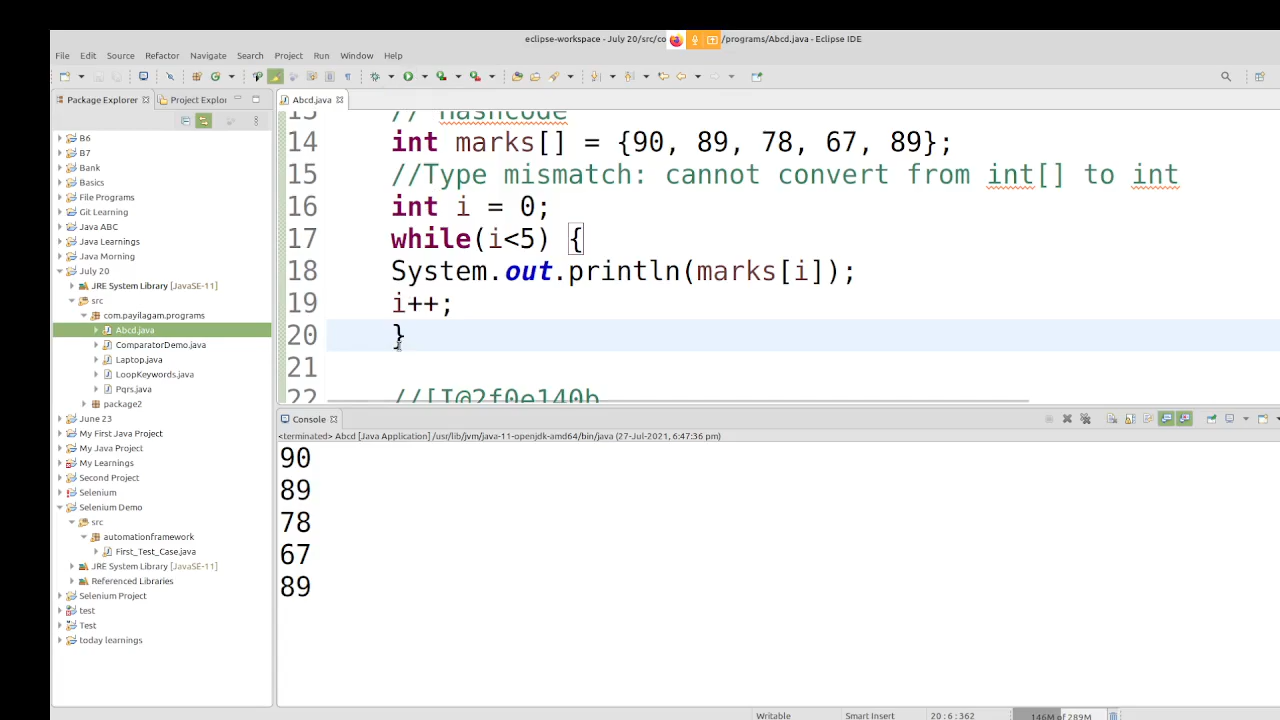 eclipse-workspace - July 20/src/co /programs/Abcd.java - Eclipse IDE
File Edit Source Refactor Navigate Search Project Run Window Help
Package Explorer Project Explor
Abcd.java
B6
B7
Bank
Basics
File Programs
Git Learning
Java ABC
Java Learnings
Java Morning
July 20
JRE System Library [JavaSE-11]
src
com.payilagam.programs
Abcd.java
ComparatorDemo.java
Laptop.java
LoopKeywords.java
Pqrs.java
package2
June 23
My First Java Project
My Java Project
My Learnings
Second Project
Selenium
Selenium Demo
src
automationframework
First_Test_Case.java
JRE System Library [JavaSE-11]
Referenced Libraries
Selenium Project
test
Test
today learnings
13 // Hashcode
14 int marks[] = {90, 89, 78, 67, 89};
15 //Type mismatch: cannot convert from int[] to int
16 int i = 0;
17 while(i<5) {
18 System.out.println(marks[i]);
19 i++;
20 }
21
22 //[I@2f0e140b
Console
<terminated> Abcd [Java Application] /usr/lib/jvm/java-11-openjdk-amd64/bin/java (27-Jul-2021, 6:47:36 pm)
90
89
78
67
89
Writable Smart Insert 20:6:362 146M of 289M